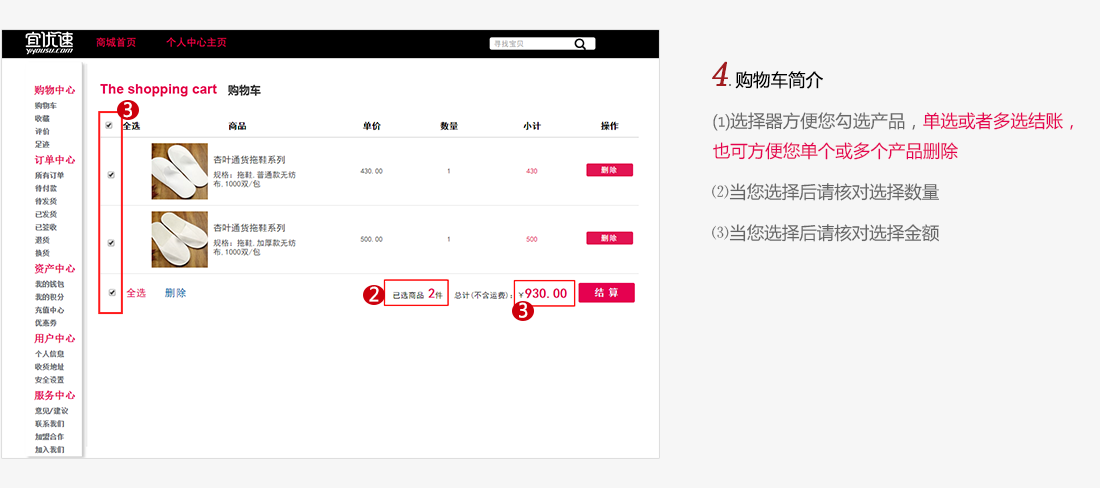 宜优速
yiyousu.com
商城首页 个人中心主页
寻找宝贝
购物中心
购物车
收藏
评价
足迹
订单中心
所有订单
待付款
待发货
已发货
已签收
退货
换货
资产中心
我的钱包
我的积分
充值中心
优惠券
用户中心
个人信息
收货地址
安全设置
服务中心
意见/建议
联系我们
加盟合作
加入我们
The shopping cart 购物车
3
全选 商品 单价 数量 小计 操作
杏叶通货拖鞋系列
规格：拖鞋.普通款无纺
布.1000双/包
430.00 1 430 删除
杏叶通货拖鞋系列
规格：拖鞋.加厚款无纺
布.1000双/包
500.00 1 500 删除
全选 删除 2 已选商品 2件 总计(不含运费)：¥930.00 结 算
3
4. 购物车简介
(1)选择器方便您勾选产品，单选或者多选结账，
也可方便您单个或多个产品删除
(2)当您选择后请核对选择数量
(3)当您选择后请核对选择金额